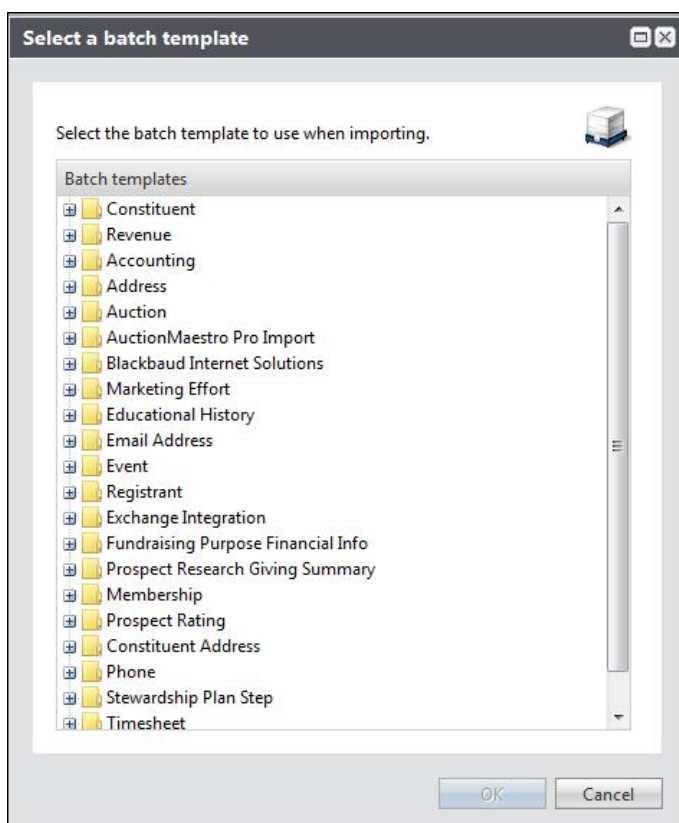 Select a batch template
Select the batch template to use when importing.
Batch templates
Constituent
Revenue
Accounting
Address
Auction
AuctionMaestro Pro Import
Blackbaud Internet Solutions
Marketing Effort
Educational History
Email Address
Event
Registrant
Exchange Integration
Fundraising Purpose Financial Info
Prospect Research Giving Summary
Membership
Prospect Rating
Constituent Address
Phone
Stewardship Plan Step
Timesheet
OK Cancel